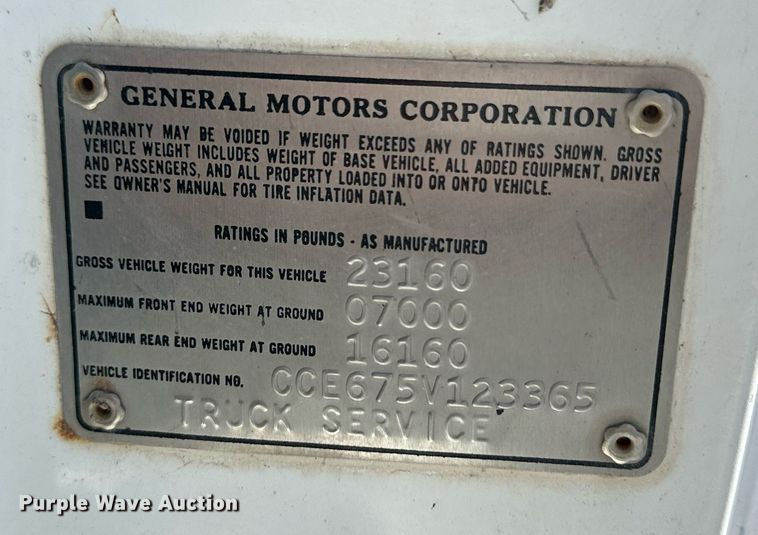 GENERAL MOTORS CORPORATION
WARRANTY MAY BE VOIDED IF WEIGHT EXCEEDS ANY OF RATINGS SHOWN. GROSS
VEHICLE WEIGHT INCLUDES WEIGHT OF BASE VEHICLE, ALL ADDED EQUIPMENT, DRIVER
AND PASSENGERS, AND ALL PROPERTY LOADED INTO OR ONTO VEHICLE.
SEE OWNER'S MANUAL FOR TIRE INFLATION DATA.
RATINGS IN POUNDS - AS MANUFACTURED
GROSS VEHICLE WEIGHT FOR THIS VEHICLE 23160
MAXIMUM FRONT END WEIGHT AT GROUND 07000
MAXIMUM REAR END WEIGHT AT GROUND 16160
VEHICLE IDENTIFICATION NO. CCE675V123365
TRUCK SERVICE
Purple Wave Auction